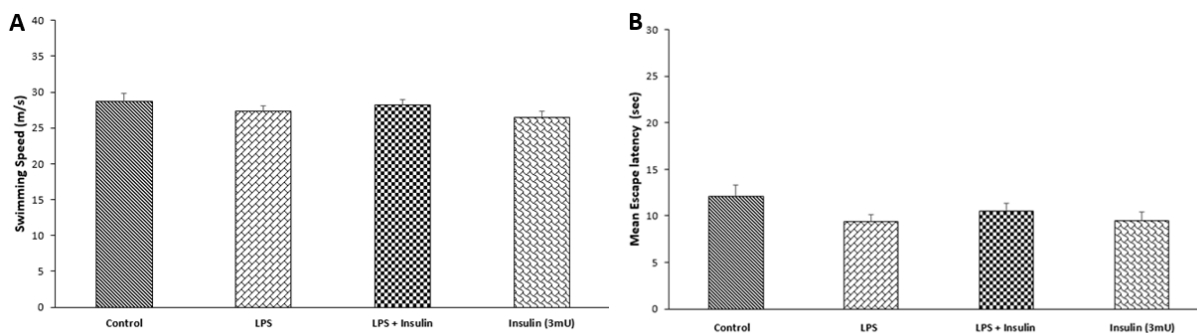 A
Swimming Speed (m/s)
40
35
30
25
20
15
10
5
0
Control
LPS
LPS + Insulin
Insulin (3mU)
B
Mean Escape latency (sec)
30
25
20
15
10
5
0
Control
LPS
LPS + Insulin
Insulin (3mU)